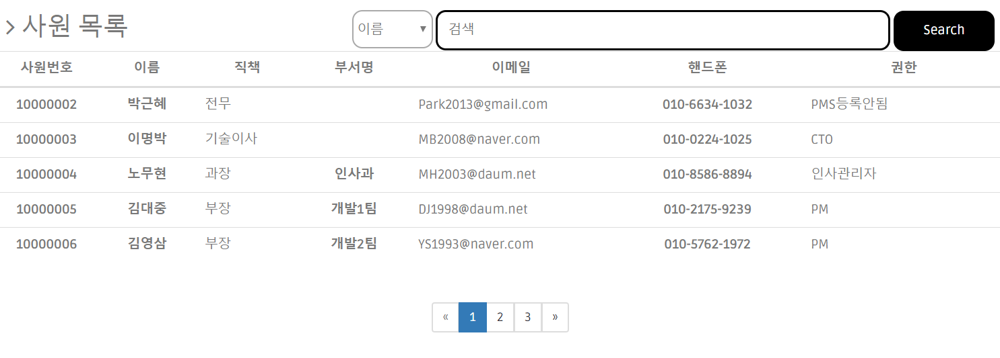 > 사원 목록 이름 ▼ 검색 Search
사원번호 이름 직책 부서명 이메일 핸드폰 권한
10000002 박근혜 전무 Park2013@gmail.com 010-6634-1032 PMS등록안됨
10000003 이명박 기술이사 MB2008@naver.com 010-0224-1025 CTO
10000004 노무현 과장 인사과 MH2003@daum.net 010-8586-8894 인사관리자
10000005 김대중 부장 개발1팀 DJ1998@daum.net 010-2175-9239 PM
10000006 김영삼 부장 개발2팀 YS1993@naver.com 010-5762-1972 PM
« 1 2 3 »